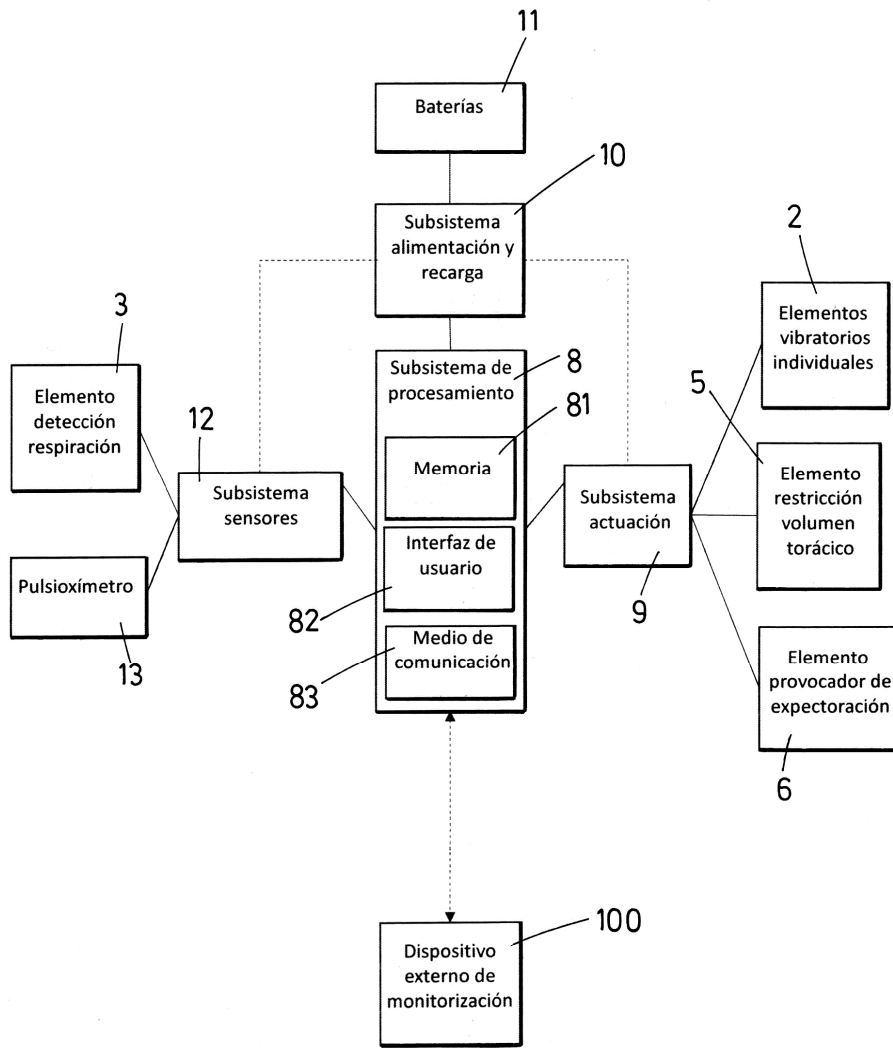 11
Baterías
10
Subsistema
alimentación y
recarga
2
Elementos
vibratorios
individuales
3
Elemento
detección
respiración
12
Subsistema
sensores
Subsistema de
procesamiento
8
81
Memoria
Interfaz de
usuario
82
Medio de
comunicación
83
Subsistema
actuación
9
5
Elemento
restricción
volumen
torácico
Pulsioxímetro
13
Elemento
provocador de
expectoración
6
100
Dispositivo
externo de
monitorización